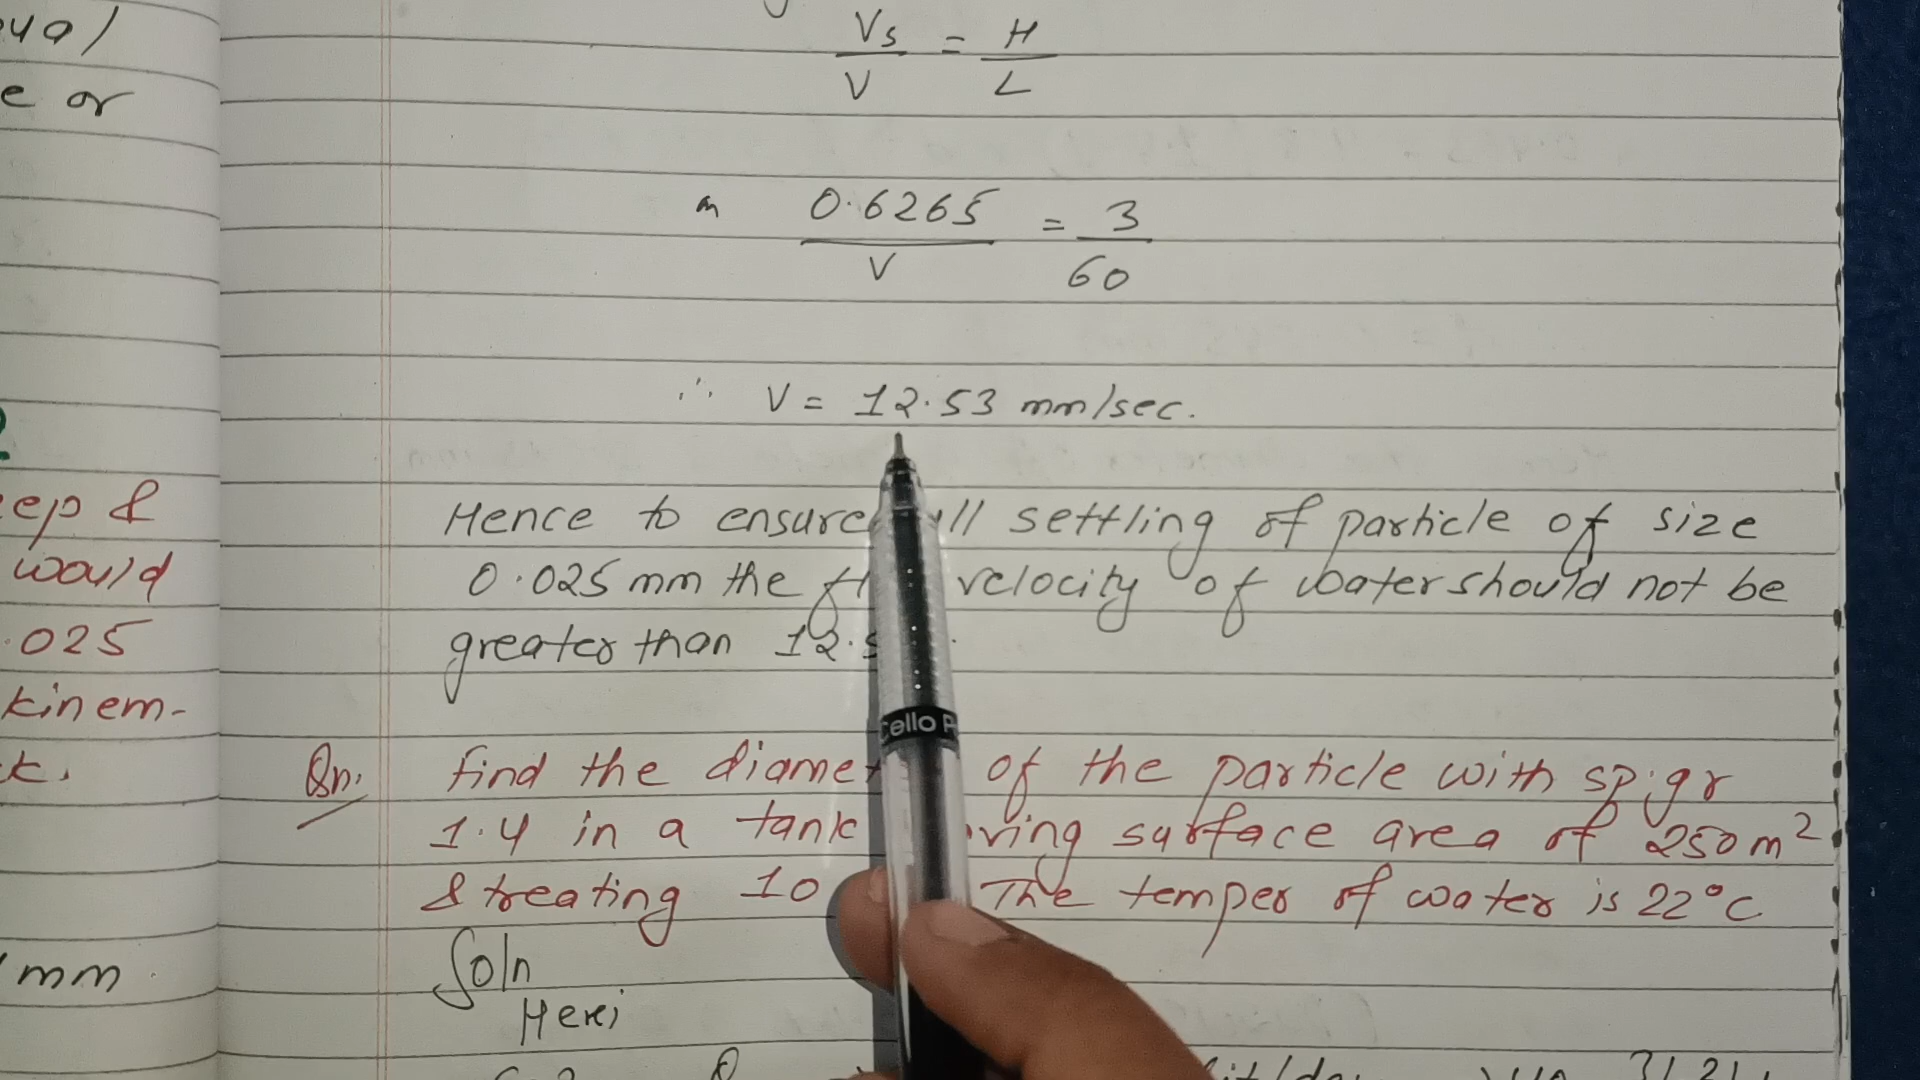 e or
Vs/V = H/L
0.6265/V = 3/60
∴ V = 12.53 mm/sec.
Hence to ensure settling of particle of size
0.025 mm the velocity of water should not be
greater than
Cello
ep &
would
.025
kinem-
mm
Qn. find the of the particle with sp.gr
1.4 in a tank surface area of 250 m²
& treating 10 The temper of water is 22°C
Soln
Here,